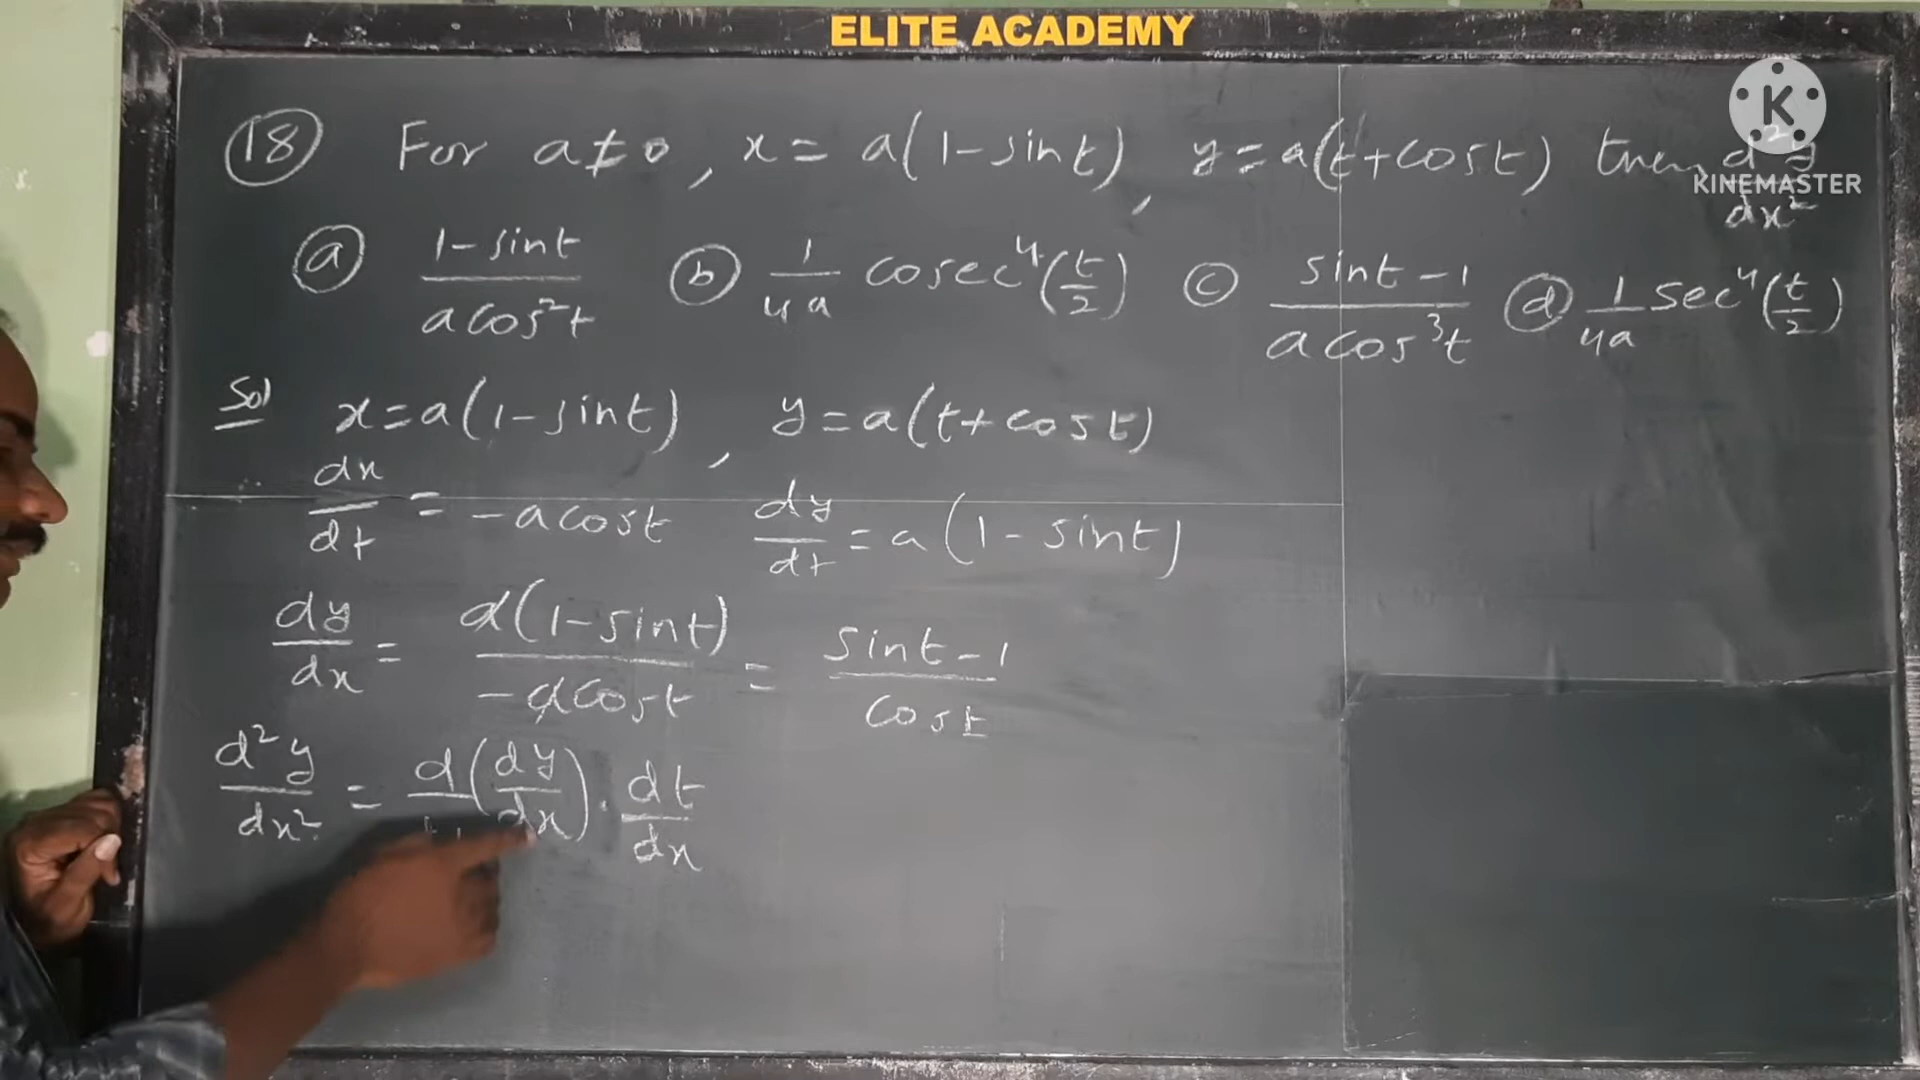 ELITE ACADEMY
K
KINEMASTER
(18) For a≠0, x = a(1-sint), y = a(t+cost) then d²y/dx²
(a) 1-sint/acos²t (b) 1/4a cosec⁴(t/2) (c) sint-1/acos³t (d) 1/4a sec⁴(t/2)
Sol x=a(1-sint), y=a(t+cost)
dx/dt = -acost dy/dt = a(1-sint)
dy/dx = a(1-sint)/-acost = sint-1/cost
d²y/dx² = d/dt(dy/dx).dt/dx